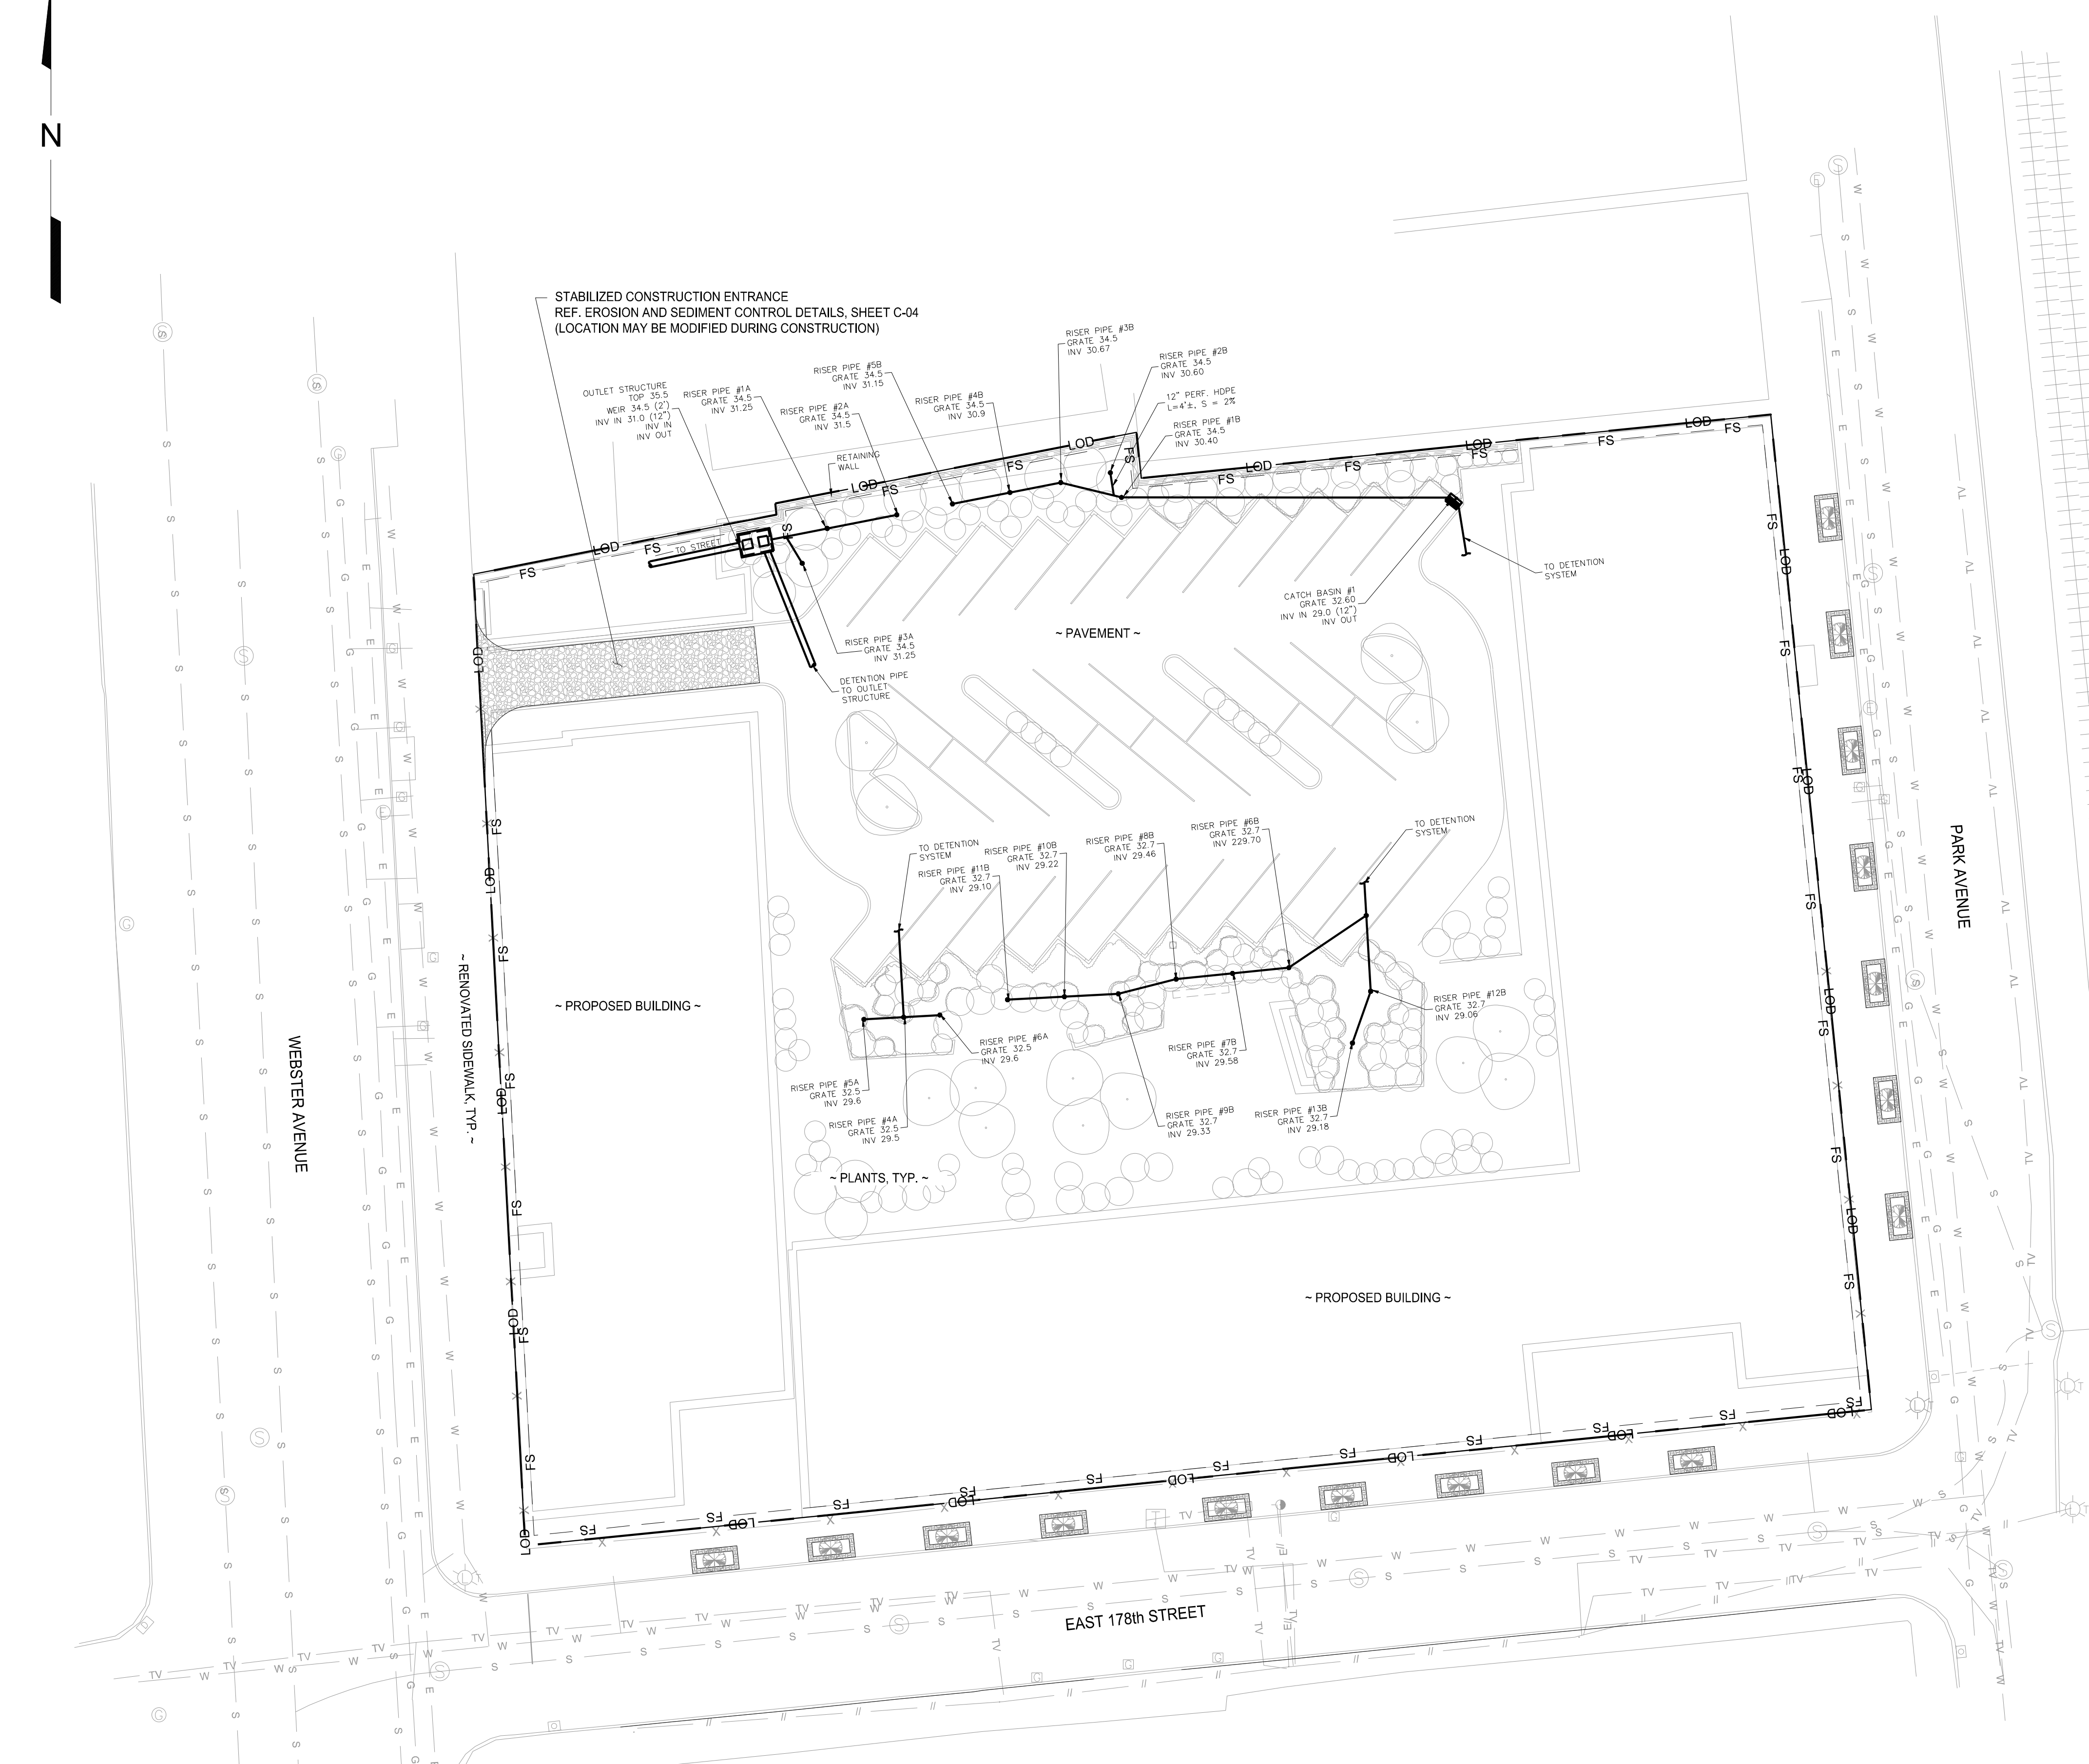 N
STABILIZED CONSTRUCTION ENTRANCE
REF. EROSION AND SEDIMENT CONTROL DETAILS, SHEET C-04
(LOCATION MAY BE MODIFIED DURING CONSTRUCTION)
OUTLET STRUCTURE
TOP 35.5
WEIR 34.5 (2')
INV IN 31.0 (12")
INV IN
INV OUT
RISER PIPE #1A
GRATE 34.5
INV 31.25
RISER PIPE #2A
GRATE 34.5
INV 31.5
RISER PIPE #5B
GRATE 34.5
INV 31.15
RISER PIPE #4B
GRATE 34.5
INV 30.9
RISER PIPE #3B
GRATE 34.5
INV 30.67
RISER PIPE #2B
GRATE 34.5
INV 30.60
12" PERF. HDPE
L=4'±, S = 2%
RISER PIPE #1B
GRATE 34.5
INV 30.40
RETAINING
WALL
TO STREET
TO DETENTION
SYSTEM
CATCH BASIN #1
GRATE 32.60
INV IN 29.0 (12")
INV OUT
~ PAVEMENT ~
RISER PIPE #3A
GRATE 34.5
INV 31.25
DETENTION PIPE
TO OUTLET
STRUCTURE
TO DETENTION
SYSTEM
RISER PIPE #11B
GRATE 32.7
INV 29.10
RISER PIPE #10B
GRATE 32.7
INV 29.22
RISER PIPE #8B
GRATE 32.7
INV 29.46
RISER PIPE #6B
GRATE 32.7
INV 229.70
TO DETENTION
SYSTEM
~ PROPOSED BUILDING ~
RISER PIPE #6A
GRATE 32.5
INV 29.6
RISER PIPE #5A
GRATE 32.5
INV 29.6
RISER PIPE #4A
GRATE 32.5
INV 29.5
RISER PIPE #7B
GRATE 32.7
INV 29.58
RISER PIPE #12B
GRATE 32.7
INV 29.06
RISER PIPE #9B
GRATE 32.7
INV 29.33
RISER PIPE #13B
GRATE 32.7
INV 29.18
~ PLANTS, TYP. ~
~ PROPOSED BUILDING ~
~ RENOVATED SIDEWALK, TYP. ~
WEBSTER AVENUE
PARK AVENUE
EAST 178th STREET
LOD
FS